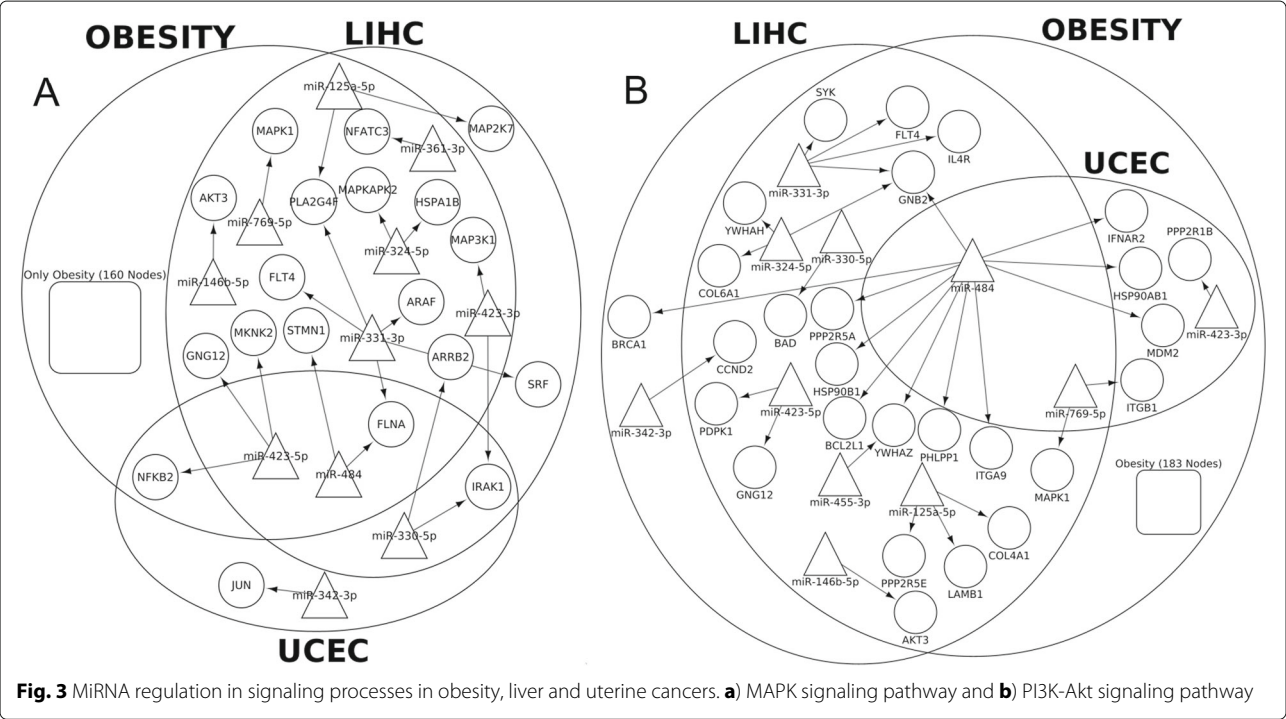 OBESITY
LIHC
A
miR-125a-5p
MAPK1
NFATC3
MAP2K7
miR-361-3p
AKT3
PLA2G4F
MAPKAPK2
HSPA1B
miR-769-5p
MAP3K1
miR-324-5p
Only Obesity (160 Nodes)
miR-146b-5p
FLT4
ARAF
miR-423-3p
MKNK2
STMN1
miR-331-3p
GNG12
ARRB2
SRF
FLNA
NFKB2
miR-423-5p
miR-484
IRAK1
miR-330-5p
JUN
miR-342-3p
UCEC
LIHC
OBESITY
B
SYK
FLT4
IL4R
UCEC
miR-331-3p
GNB2
YWHAH
IFNAR2
PPP2R1B
miR-324-5p
miR-330-5p
COL6A1
miR-484
HSP90AB1
BRCA1
BAD
PPP2R5A
miR-423-3p
MDM2
CCND2
HSP90B1
ITGB1
miR-423-5p
miR-769-5p
PDPK1
miR-342-3p
BCL2L1
YWHAZ
PHLPP1
ITGA9
Obesity (183 Nodes)
GNG12
MAPK1
miR-455-3p
miR-125a-5p
COL4A1
miR-146b-5p
PPP2R5E
LAMB1
AKT3
Fig. 3 MiRNA regulation in signaling processes in obesity, liver and uterine cancers. a) MAPK signaling pathway and b) PI3K-Akt signaling pathway